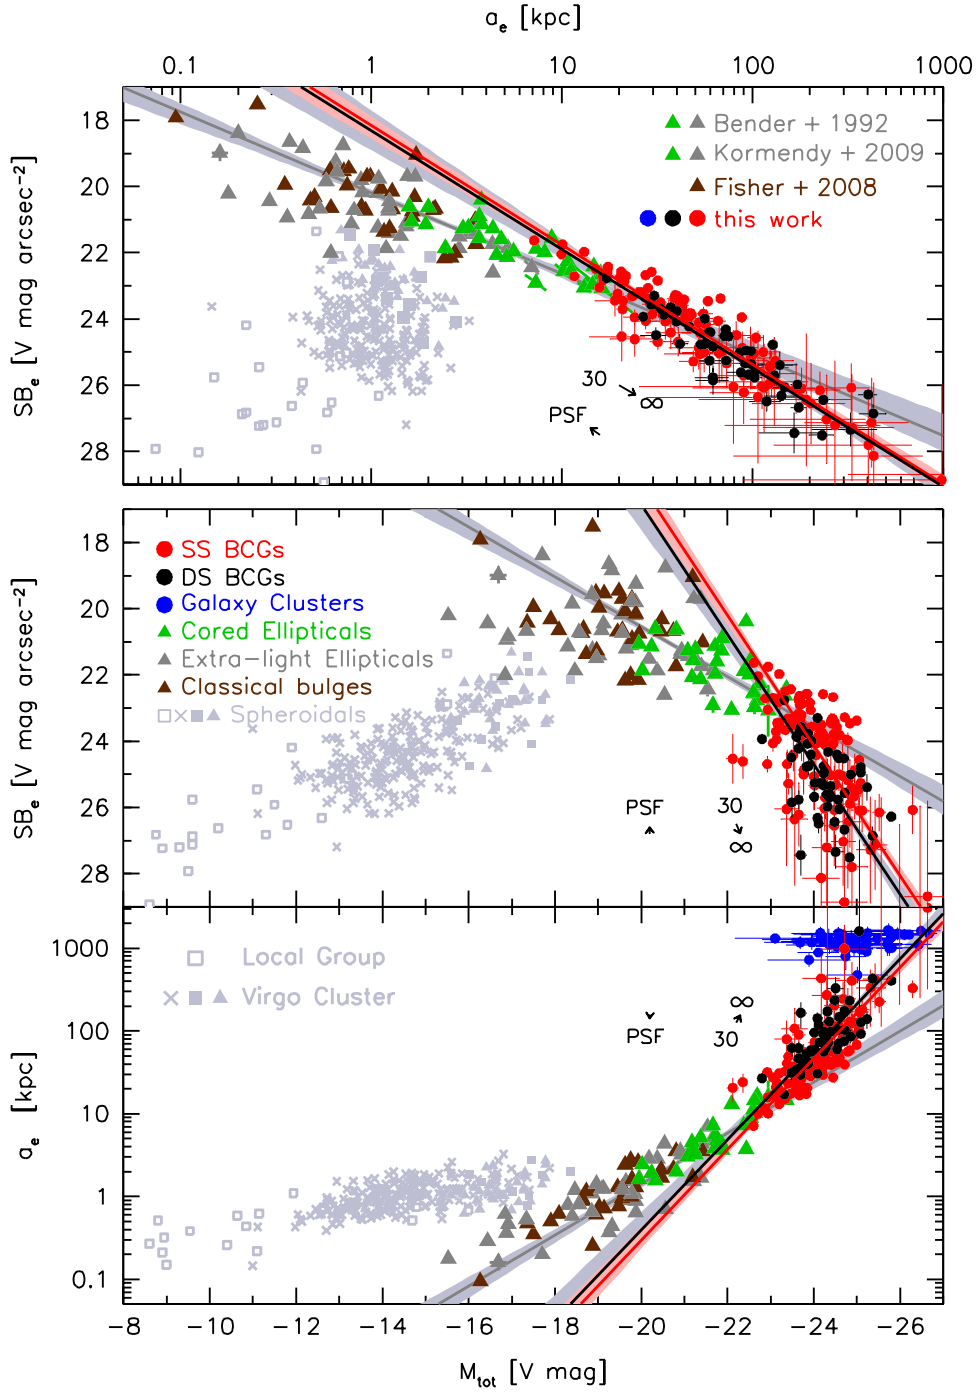 a_e [kpc]
0.1 1 10 100 1000
18
20
22
24
26
28
SB_e [V mag arcsec⁻²]
Bender + 1992
Kormendy + 2009
Fisher + 2008
this work
30
∞
PSF
18
20
22
24
26
28
SB_e [V mag arcsec⁻²]
SS BCGs
DS BCGs
Galaxy Clusters
Cored Ellipticals
Extra-light Ellipticals
Classical bulges
Spheroidals
PSF 30
∞
1000
100
10
1
0.1
a_e [kpc]
Local Group
Virgo Cluster
∞
PSF 30
−8 −10 −12 −14 −16 −18 −20 −22 −24 −26
M_tot [V mag]